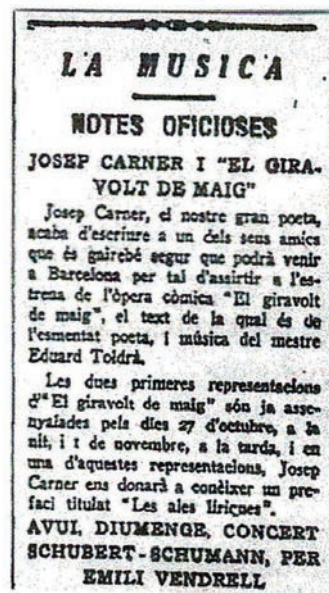 LA MUSICA
NOTES OFICIOSES
JOSEP CARNER I "EL GIRA-
VOLT DE MAIG"
Josep Carner, el nostre gran poeta,
acaba d'escriure a un dels seus amics
que és gairebé segur que podrà venir
a Barcelona per tal d'assirtir a l'es-
trena de l'òpera còmica "El giravolt
de maig", el text de la qual és de
l'esmentat poeta, i música del mestre
Eduard Toldrà.
Les dues primeres representacions
d'"El giravolt de maig" són ja asse-
nyalades pels dies 27 d'octubre, a la
nit, i 1 de novembre, a la tarda, i en
una d'aquestes representacions, Josep
Carner ens donarà a conèixer un pre-
faci titulat "Les ales líriques".
AVUI, DIUMENGE, CONCERT
SCHUBERT-SCHUMANN, PER
EMILI VENDRELL